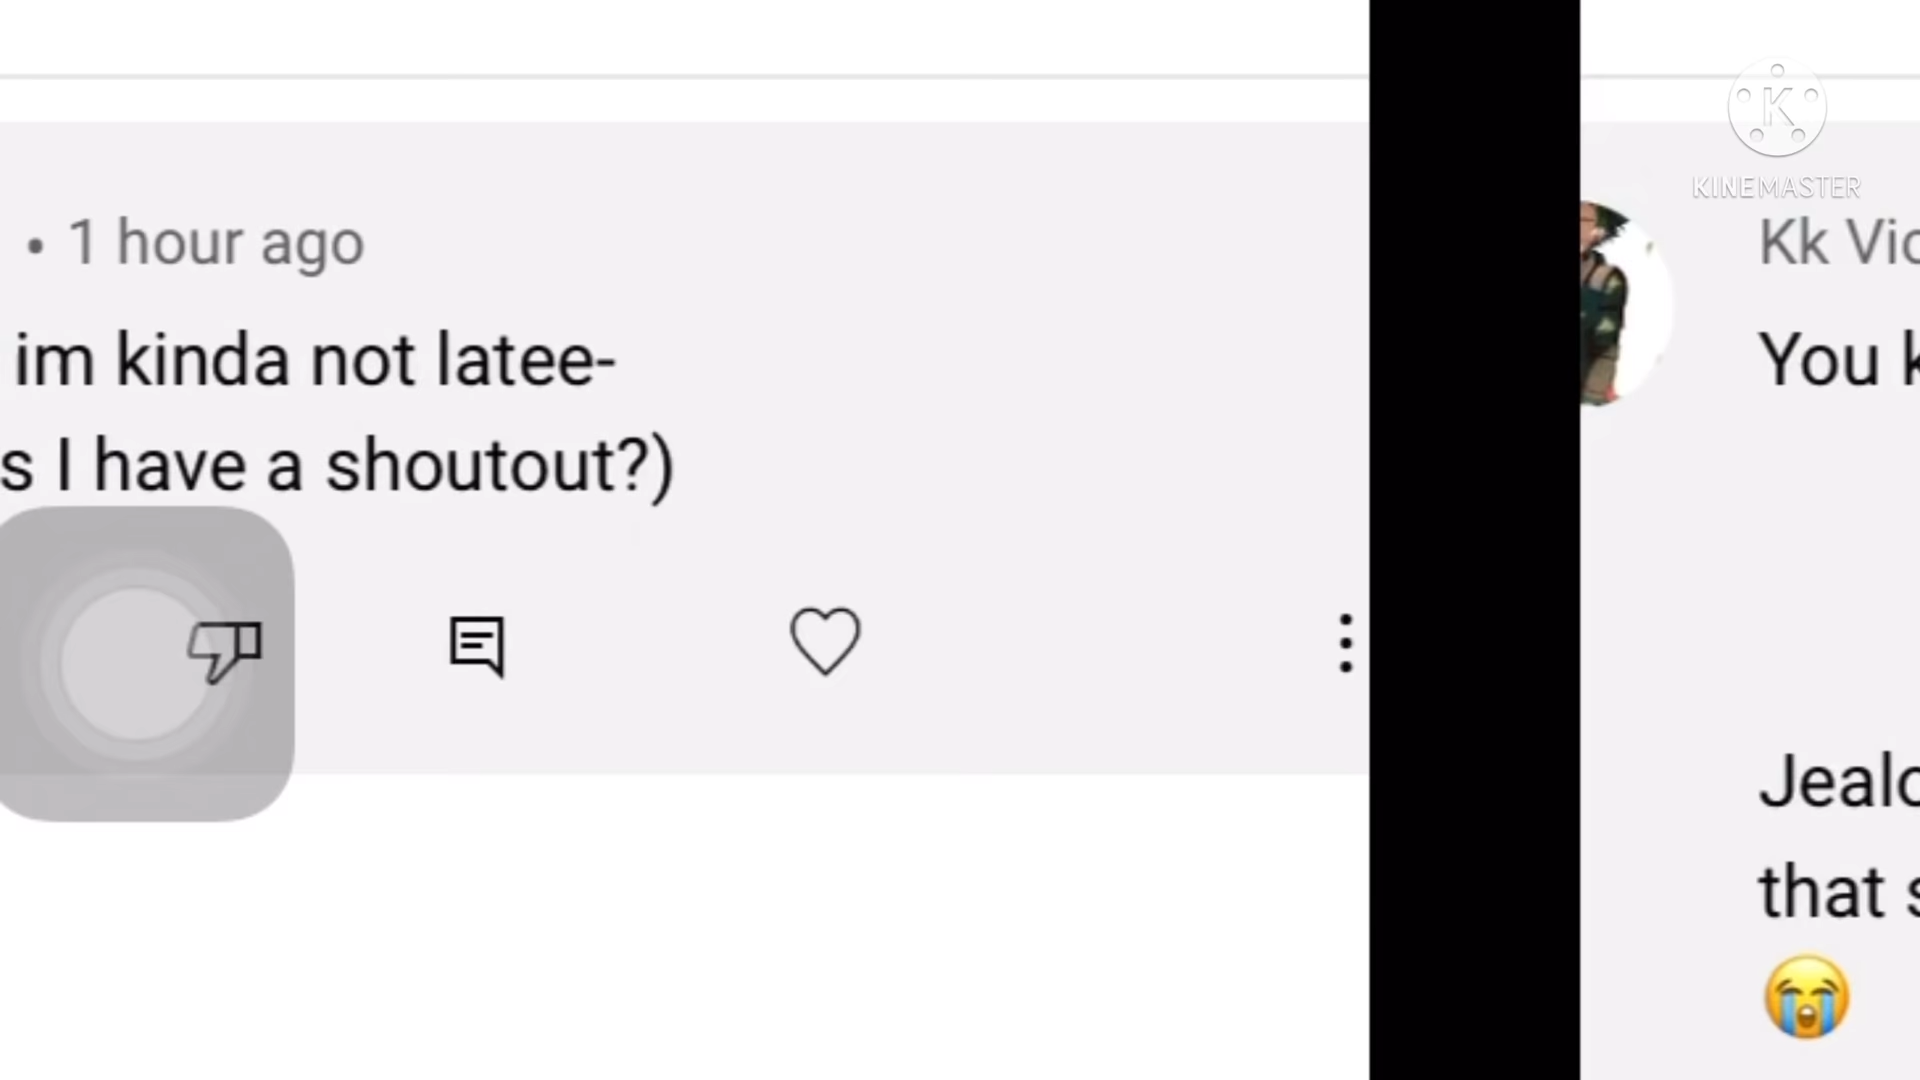 • 1 hour ago
im kinda not latee-
s I have a shoutout?)
K
KINEMASTER
Kk Vic
You k
Jealo
that s
😭